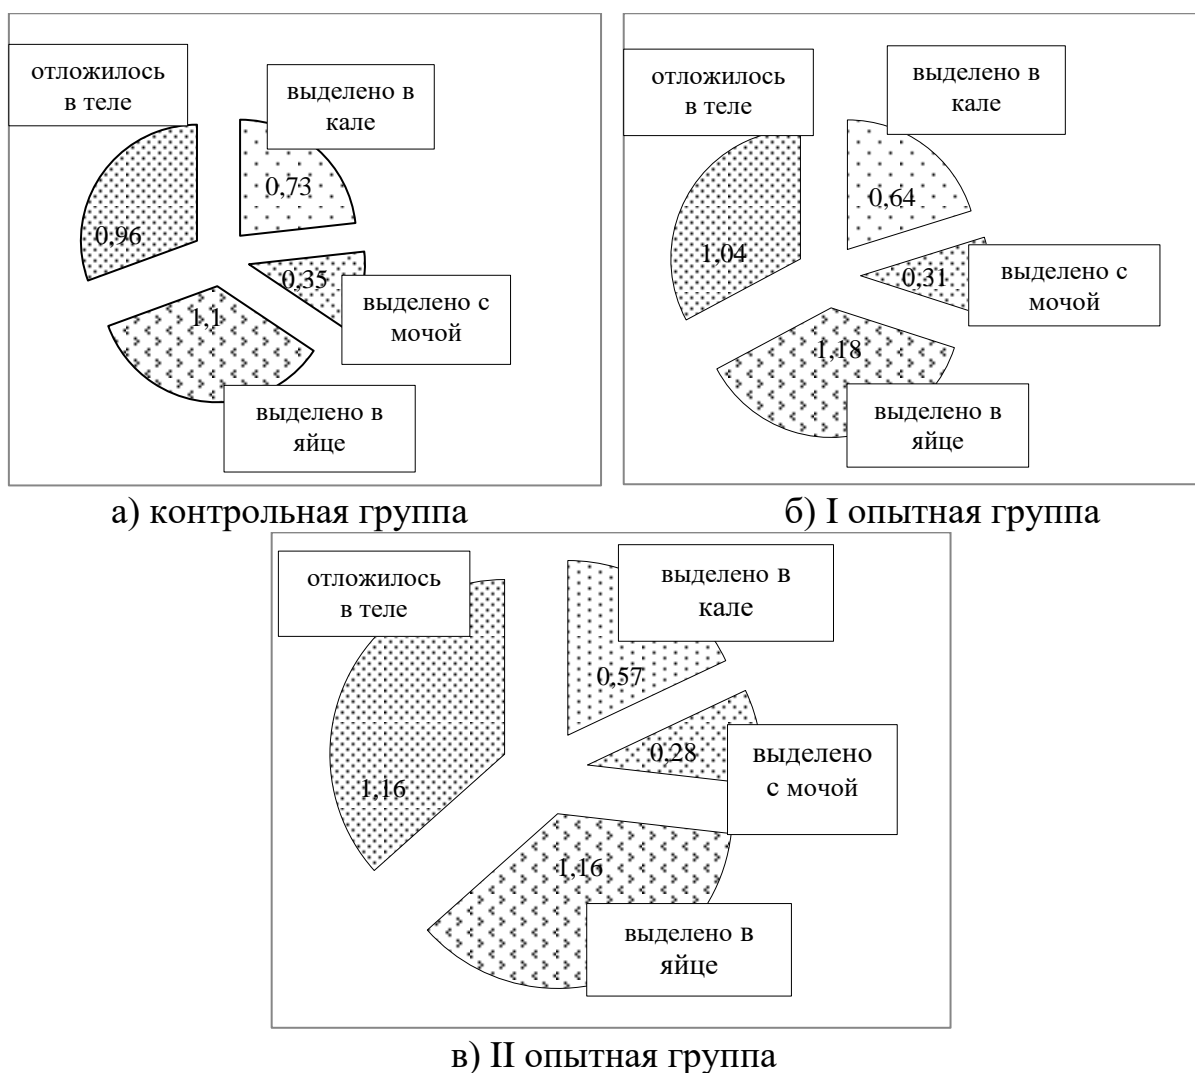 отложилось
в теле
выделено в
кале
0,73
0,96
0,35
выделено с
мочой
1,1
выделено в
яйце
а) контрольная группа
отложилось
в теле
выделено в
кале
0,64
1,04
0,31
выделено с
мочой
1,18
выделено в
яйце
б) I опытная группа
отложилось
в теле
выделено в
кале
0,57
0,28
выделено
с мочой
1,16
1,16
выделено в
яйце
в) II опытная группа